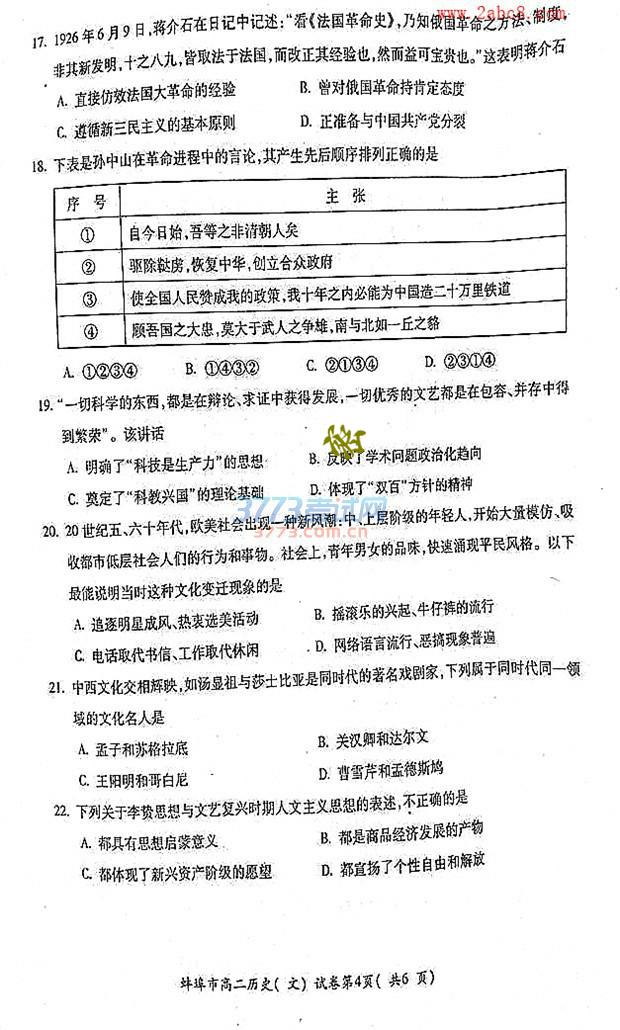 www.2abc8.com
17. 1926年6月9日,蒋介石在日记中记述:“看《法国革命史》,乃知俄国革命之方法、制度,
非其新发明,十之八九,皆取法于法国,而改正其经验也,然而益可宝贵也。”这表明蒋介石
A. 直接仿效法国大革命的经验 B. 曾对俄国革命持肯定态度
C. 遵循新三民主义的基本原则 D. 正准备与中国共产党分裂
18. 下表是孙中山在革命进程中的言论,其产生先后顺序排列正确的是
序 号 主 张
① 自今日始,吾等之非清朝人矣
② 驱除鞑虏,恢复中华,创立合众政府
③ 使全国人民赞成我的政策,我十年之内必能为中国造二十万里铁道
④ 顾吾国之大患,莫大于武人之争雄,南与北如一丘之貉
A. ①②③④ B. ①④③② C. ②①③④ D. ②③①④
19. “一切科学的东西,都是在辩论、求证中获得发展,一切优秀的文艺都是在包容、并存中得
到繁荣”。该讲话
密
A. 明确了“科技是生产力”的思想 B. 反映了学术问题政治化趋向
C. 奠定了“科教兴国”的理论基础 D. 体现了“双百”方针的精神
3773考试网
3773.com.cn
20. 20世纪五、六十年代,欧美社会出现一种新风潮:中、上层阶级的年轻人,开始大量模仿、吸
收都市低层社会人们的行为和事物。社会上,青年男女的品味,快速涌现平民风格。以下
最能说明当时这种文化变迁现象的是
A. 追逐明星成风、热衷选美活动 B. 摇滚乐的兴起、牛仔裤的流行
C. 电话取代书信、工作取代休闲 D. 网络语言流行、恶搞现象普遍
21. 中西文化交相辉映,如汤显祖与莎士比亚是同时代的著名戏剧家,下列属于同时代同一领
域的文化名人是
A. 孟子和苏格拉底 B. 关汉卿和达尔文
C. 王阳明和哥白尼 D. 曹雪芹和孟德斯鸠
22. 下列关于李贽思想与文艺复兴时期人文主义思想的表述,不正确的是
A. 都具有思想启蒙意义 B. 都是商品经济发展的产物
C. 都体现了新兴资产阶级的愿望 D. 都宣扬了个性自由和解放
蚌埠市高二历史(文)试卷第4页(共6页)